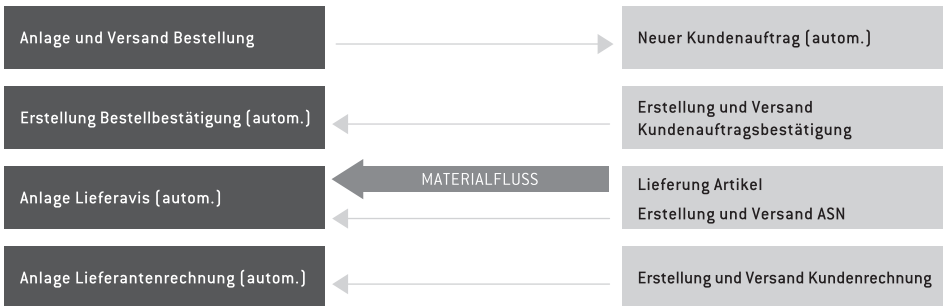 Anlage und Versand Bestellung
Neuer Kundenauftrag (autom.)
Erstellung Bestellbestätigung (autom.)
Erstellung und Versand
Kundenauftragsbestätigung
Anlage Lieferavis (autom.)
MATERIALFLUSS
Lieferung Artikel
Erstellung und Versand ASN
Anlage Lieferantenrechnung (autom.)
Erstellung und Versand Kundenrechnung